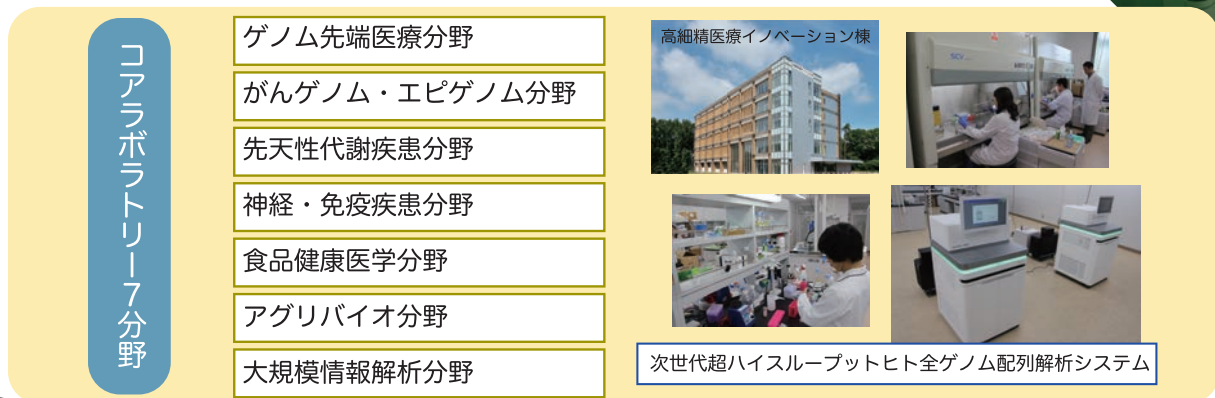 コアラボラトリー7分野
ゲノム先端医療分野
がんゲノム・エピゲノム分野
先天性代謝疾患分野
神経・免疫疾患分野
食品健康医学分野
アグリバイオ分野
大規模情報解析分野
高細精医療イノベーション棟
次世代超ハイスループットヒト全ゲノム配列解析システム